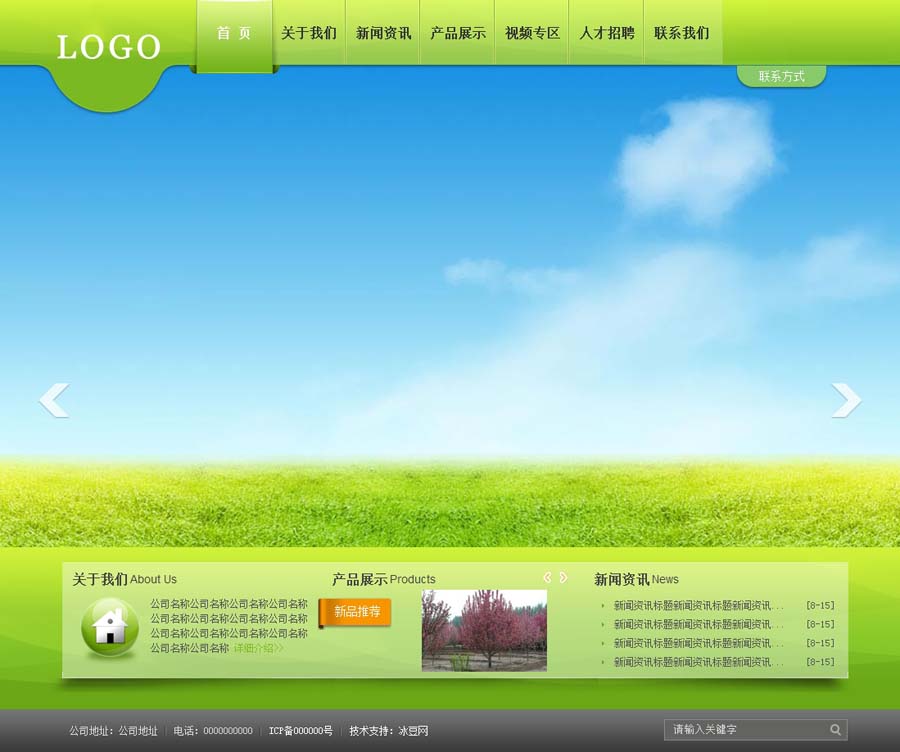 LOGO
首 页 关于我们 新闻资讯 产品展示 视频专区 人才招聘 联系我们
联系方式
关于我们 About Us
公司名称公司名称公司名称公司名称
公司名称公司名称公司名称公司名称
公司名称公司名称公司名称公司名称
公司名称公司名称 详细介绍>>
产品展示 Products
新品推荐
新闻资讯 News
新闻资讯标题新闻资讯标题新闻资讯... [8-15]
新闻资讯标题新闻资讯标题新闻资讯... [8-15]
新闻资讯标题新闻资讯标题新闻资讯... [8-15]
新闻资讯标题新闻资讯标题新闻资讯... [8-15]
公司地址：公司地址 | 电话：0000000000 | ICP备000000号 | 技术支持：冰豆网
请输入关键字